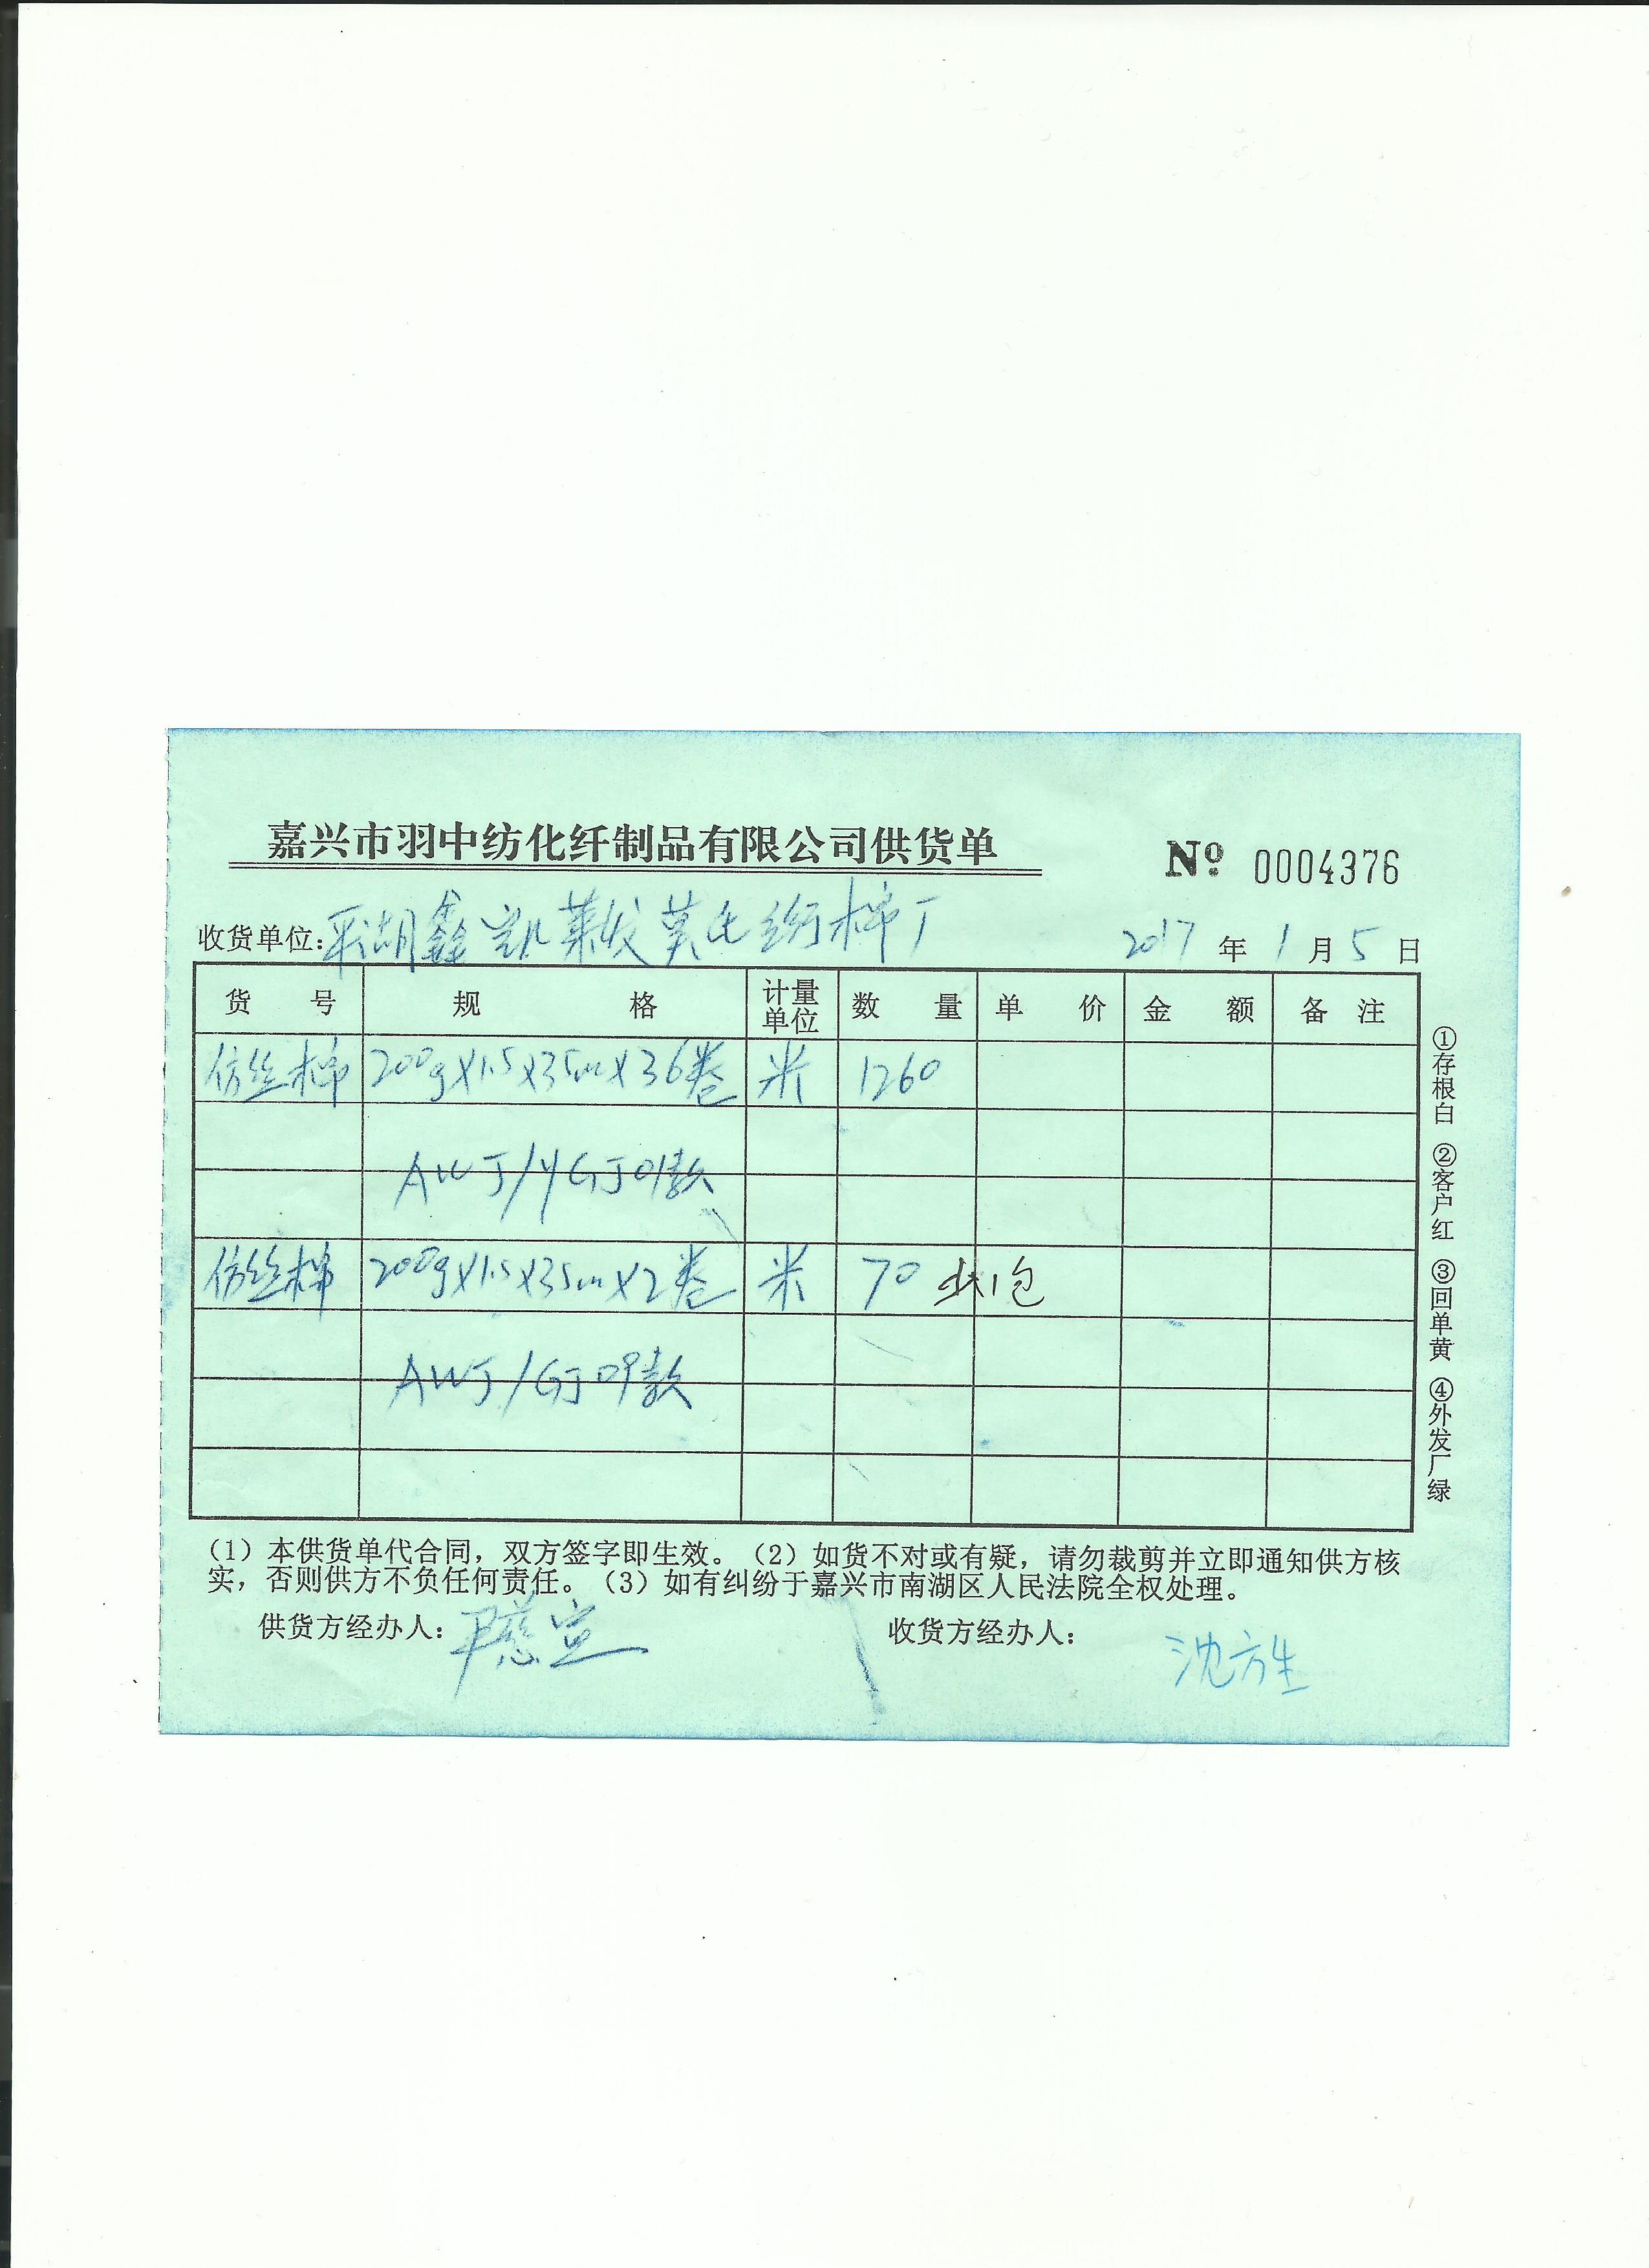 嘉兴市羽中纺化纤制品有限公司供货单
Nº 0004376
收货单位：平湖鑫凯莱发莫氏绗棉厂 2017 年 1 月 5 日
货号 规格 计量单位 数量 单价 金额 备注
仿丝棉 200g×1.5×35m×36卷 米 1260
AWJ/YGJ01款
仿丝棉 200g×1.5×35m×2卷 米 70 1包
AWJ/GJ09款
①存根白 ②客户红 ③回单黄 ④外发厂绿
（1）本供货单代合同，双方签字即生效。（2）如货不对或有疑，请勿裁剪并立即通知供方核
实，否则供方不负任何责任。（3）如有纠纷于嘉兴市南湖区人民法院全权处理。
供货方经办人： 收货方经办人： 沈方生